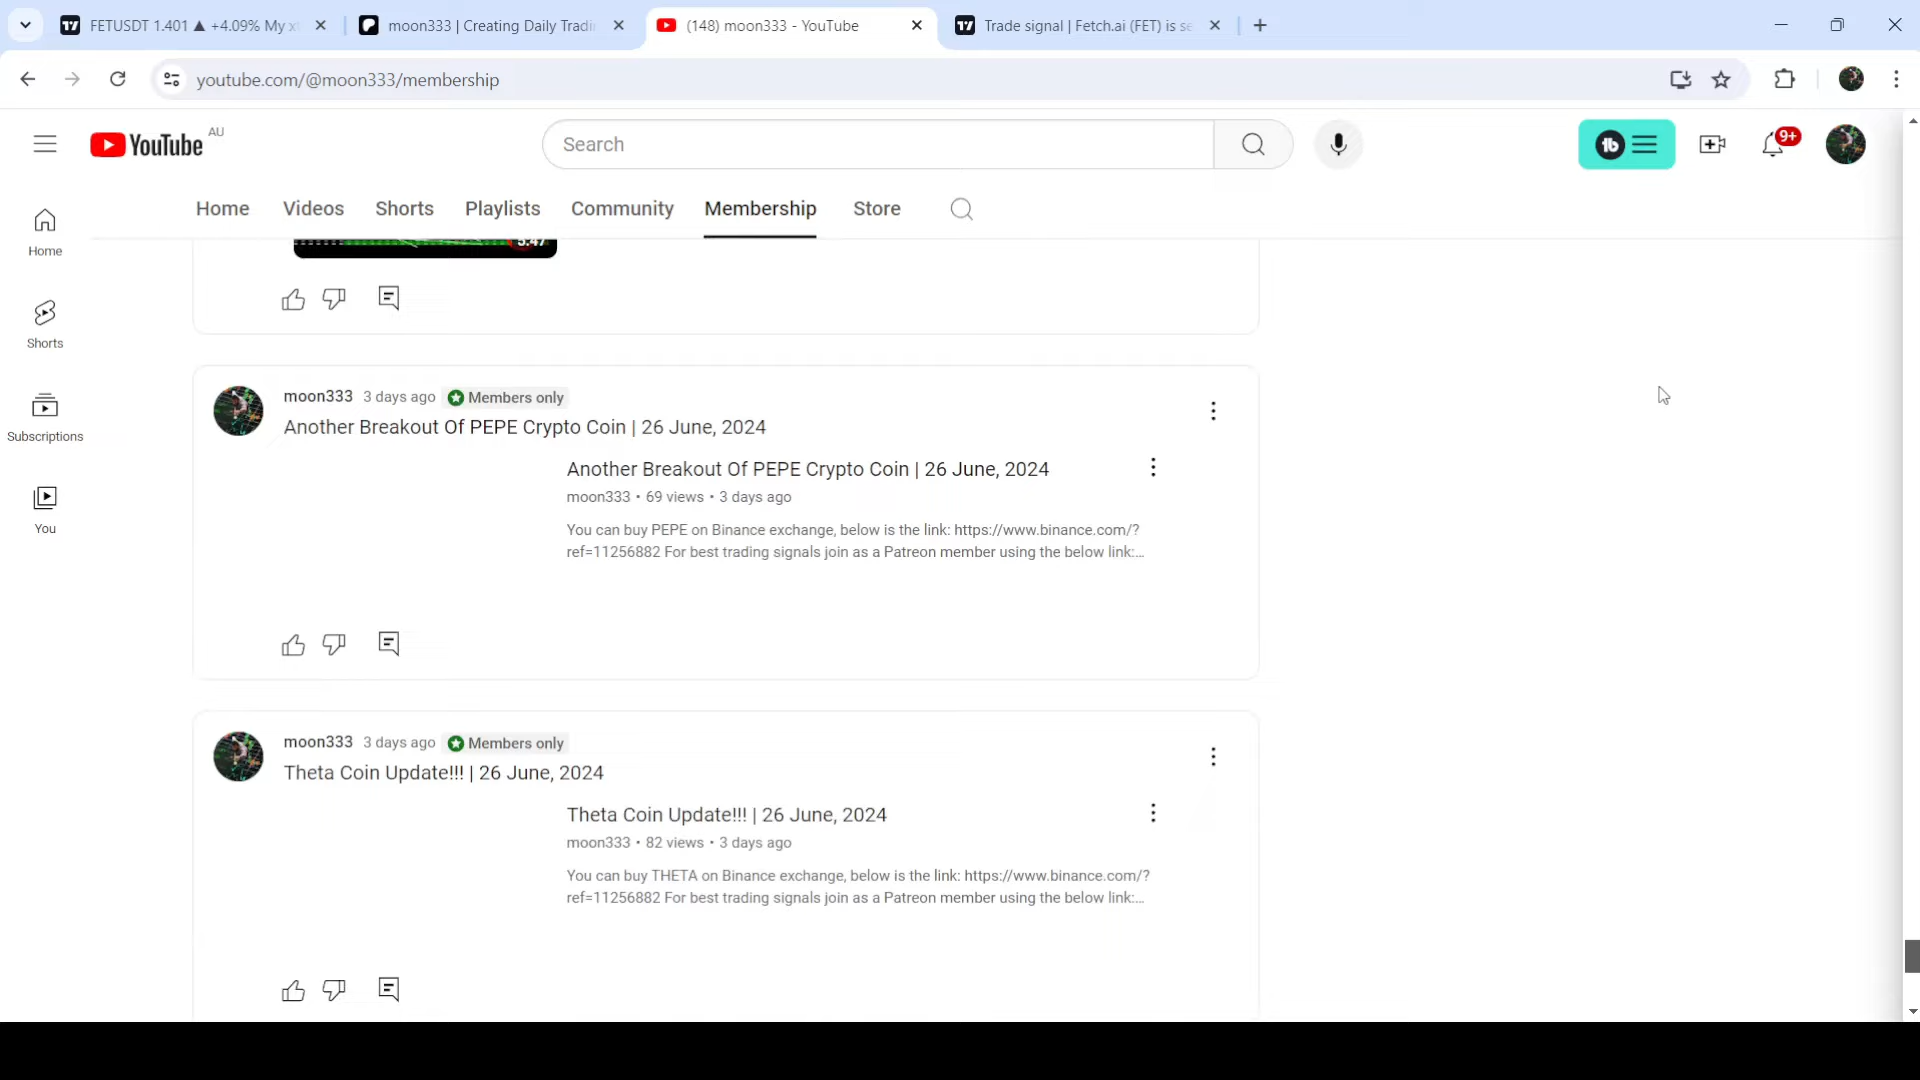 FETUSDT 1.401 ▲ +4.09% My x
moon333 | Creating Daily Tradi
(148) moon333 - YouTube
Trade signal | Fetch.ai (FET) is se
youtube.com/@moon333/membership
YouTube AU
Search
9+
Home
Videos
Shorts
Playlists
Community
Membership
Store
Home
Shorts
Subscriptions
You
5:47
moon333 3 days ago Members only
Another Breakout Of PEPE Crypto Coin | 26 June, 2024
Another Breakout Of PEPE Crypto Coin | 26 June, 2024
moon333 • 69 views • 3 days ago
You can buy PEPE on Binance exchange, below is the link: https://www.binance.com/?
ref=11256882 For best trading signals join as a Patreon member using the below link:...
moon333 3 days ago Members only
Theta Coin Update!!! | 26 June, 2024
Theta Coin Update!!! | 26 June, 2024
moon333 • 82 views • 3 days ago
You can buy THETA on Binance exchange, below is the link: https://www.binance.com/?
ref=11256882 For best trading signals join as a Patreon member using the below link:...